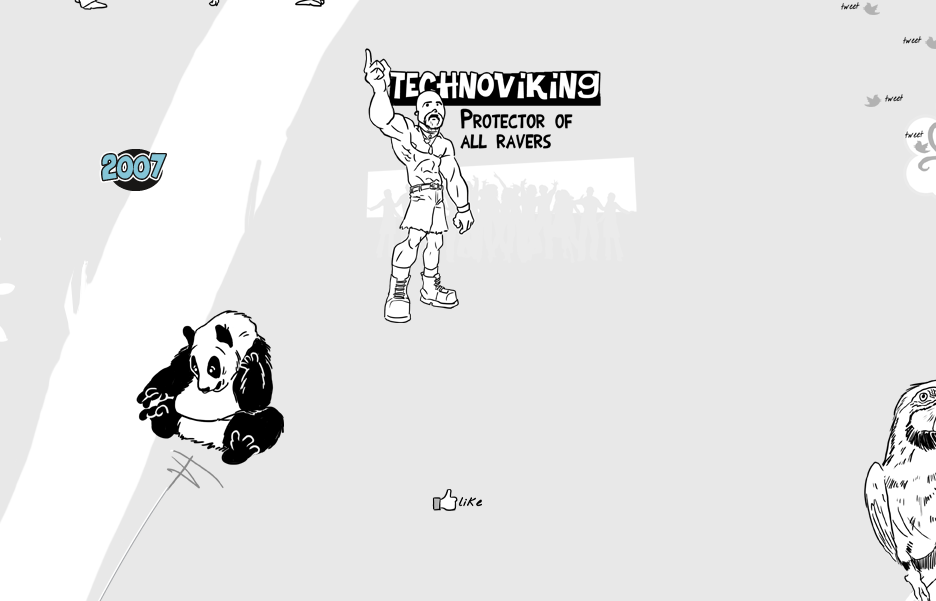 tweet
tweet
TECHNOVIKING
PROTECTOR OF
ALL RAVERS
tweet
tweet
2007
like